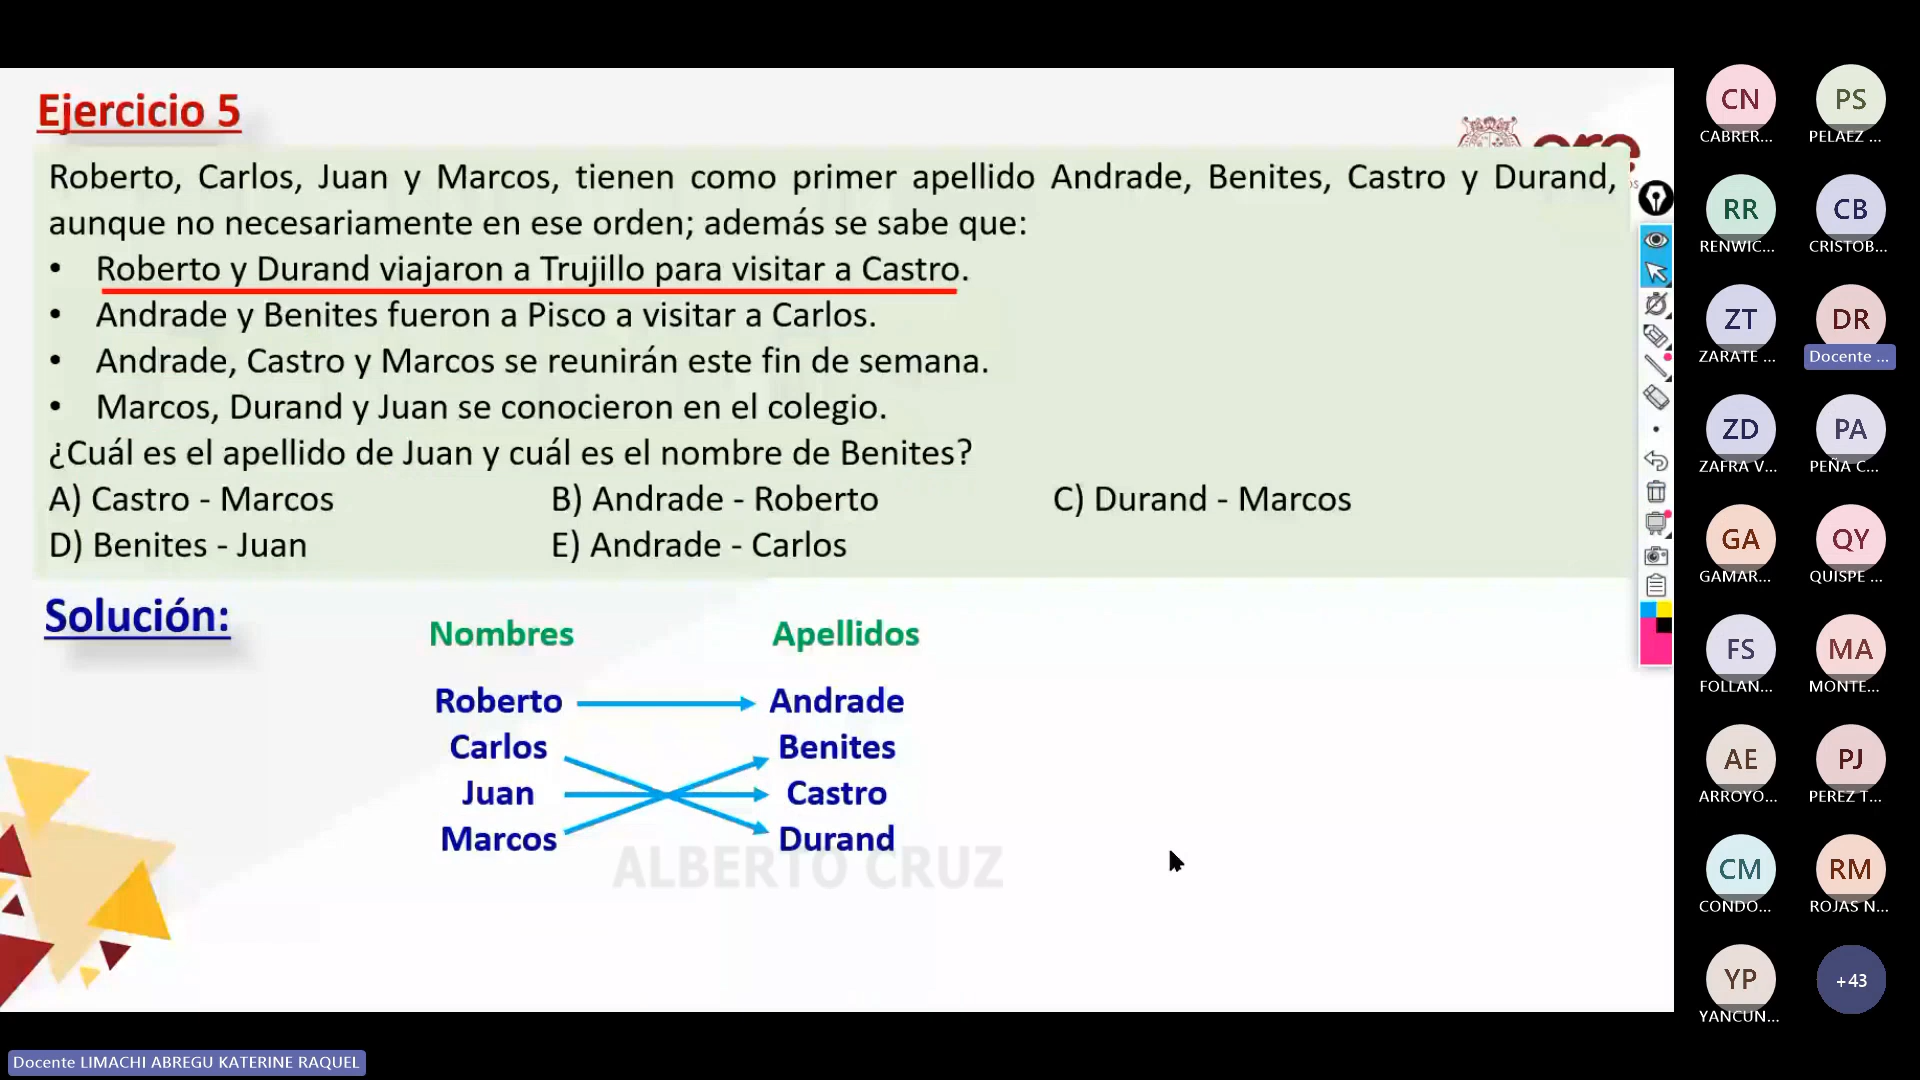 Ejercicio 5
Roberto, Carlos, Juan y Marcos, tienen como primer apellido Andrade, Benites, Castro y Durand,
aunque no necesariamente en ese orden; además se sabe que:
• Roberto y Durand viajaron a Trujillo para visitar a Castro.
• Andrade y Benites fueron a Pisco a visitar a Carlos.
• Andrade, Castro y Marcos se reunirán este fin de semana.
• Marcos, Durand y Juan se conocieron en el colegio.
¿Cuál es el apellido de Juan y cuál es el nombre de Benites?
A) Castro - Marcos B) Andrade - Roberto C) Durand - Marcos
D) Benites - Juan E) Andrade - Carlos
Solución:
Nombres Apellidos
Roberto Andrade
Carlos Benites
Juan Castro
Marcos Durand
ALBERTO CRUZ
CN PS
CABRER... PELAEZ ...
RR CB
RENWIC... CRISTOB...
ZT DR
ZARATE ... Docente ...
ZD PA
ZAFRA V... PEÑA C...
GA QY
GAMAR... QUISPE ...
FS MA
FOLLAN... MONTE...
AE PJ
ARROYO... PEREZ T...
CM RM
CONDO... ROJAS N...
YP +43
YANCUN...
Docente LIMACHI ABREGU KATERINE RAQUEL